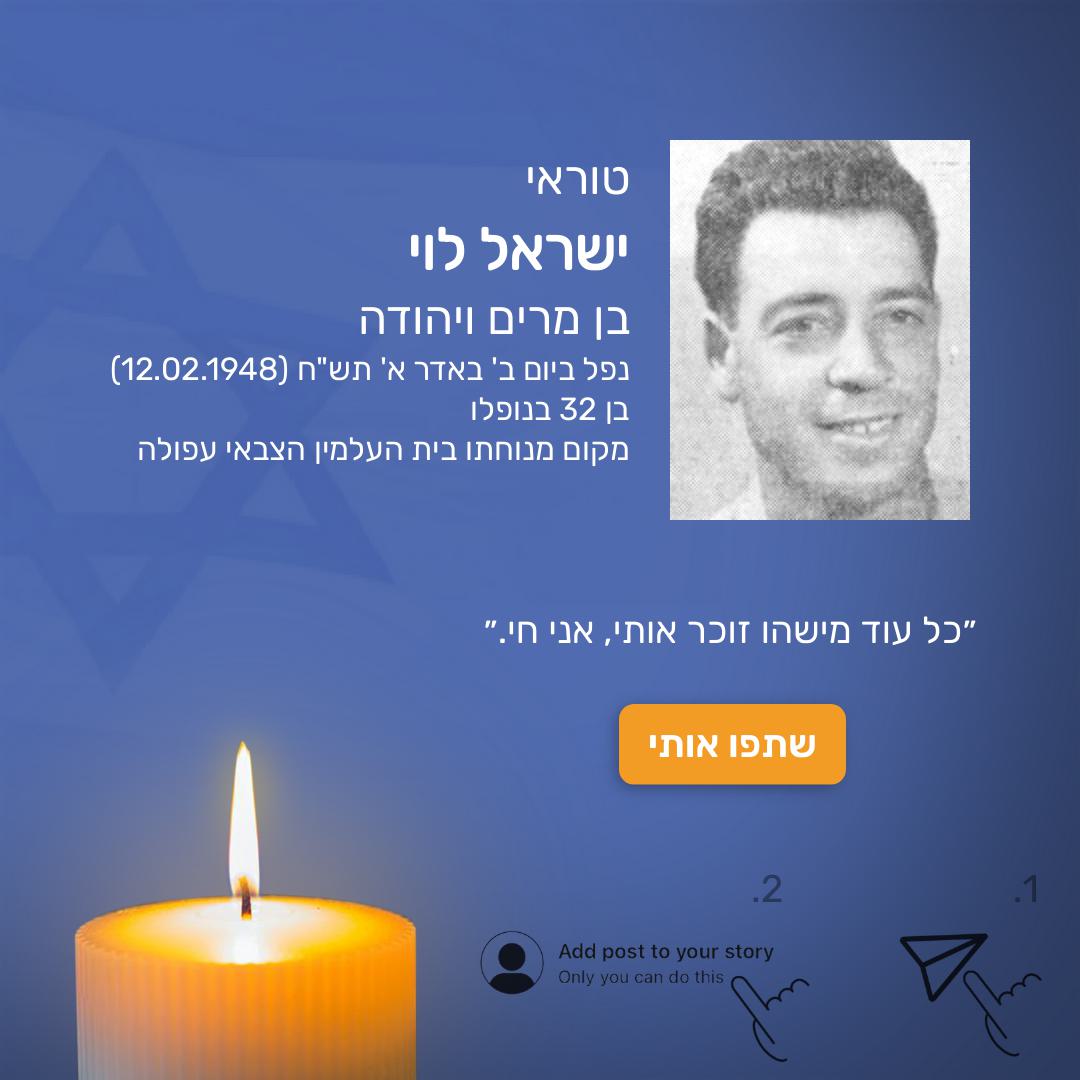 טוראי
ישראל לוי
בן מרים ויהודה
נפל ביום ב' באדר א' תש"ח (12.02.1948)
בן 32 בנופלו
מקום מנוחתו בית העלמין הצבאי עפולה
״כל עוד מישהו זוכר אותי, אני חי.״
שתפו אותי
.1
.2
Add post to your story
Only you can do this